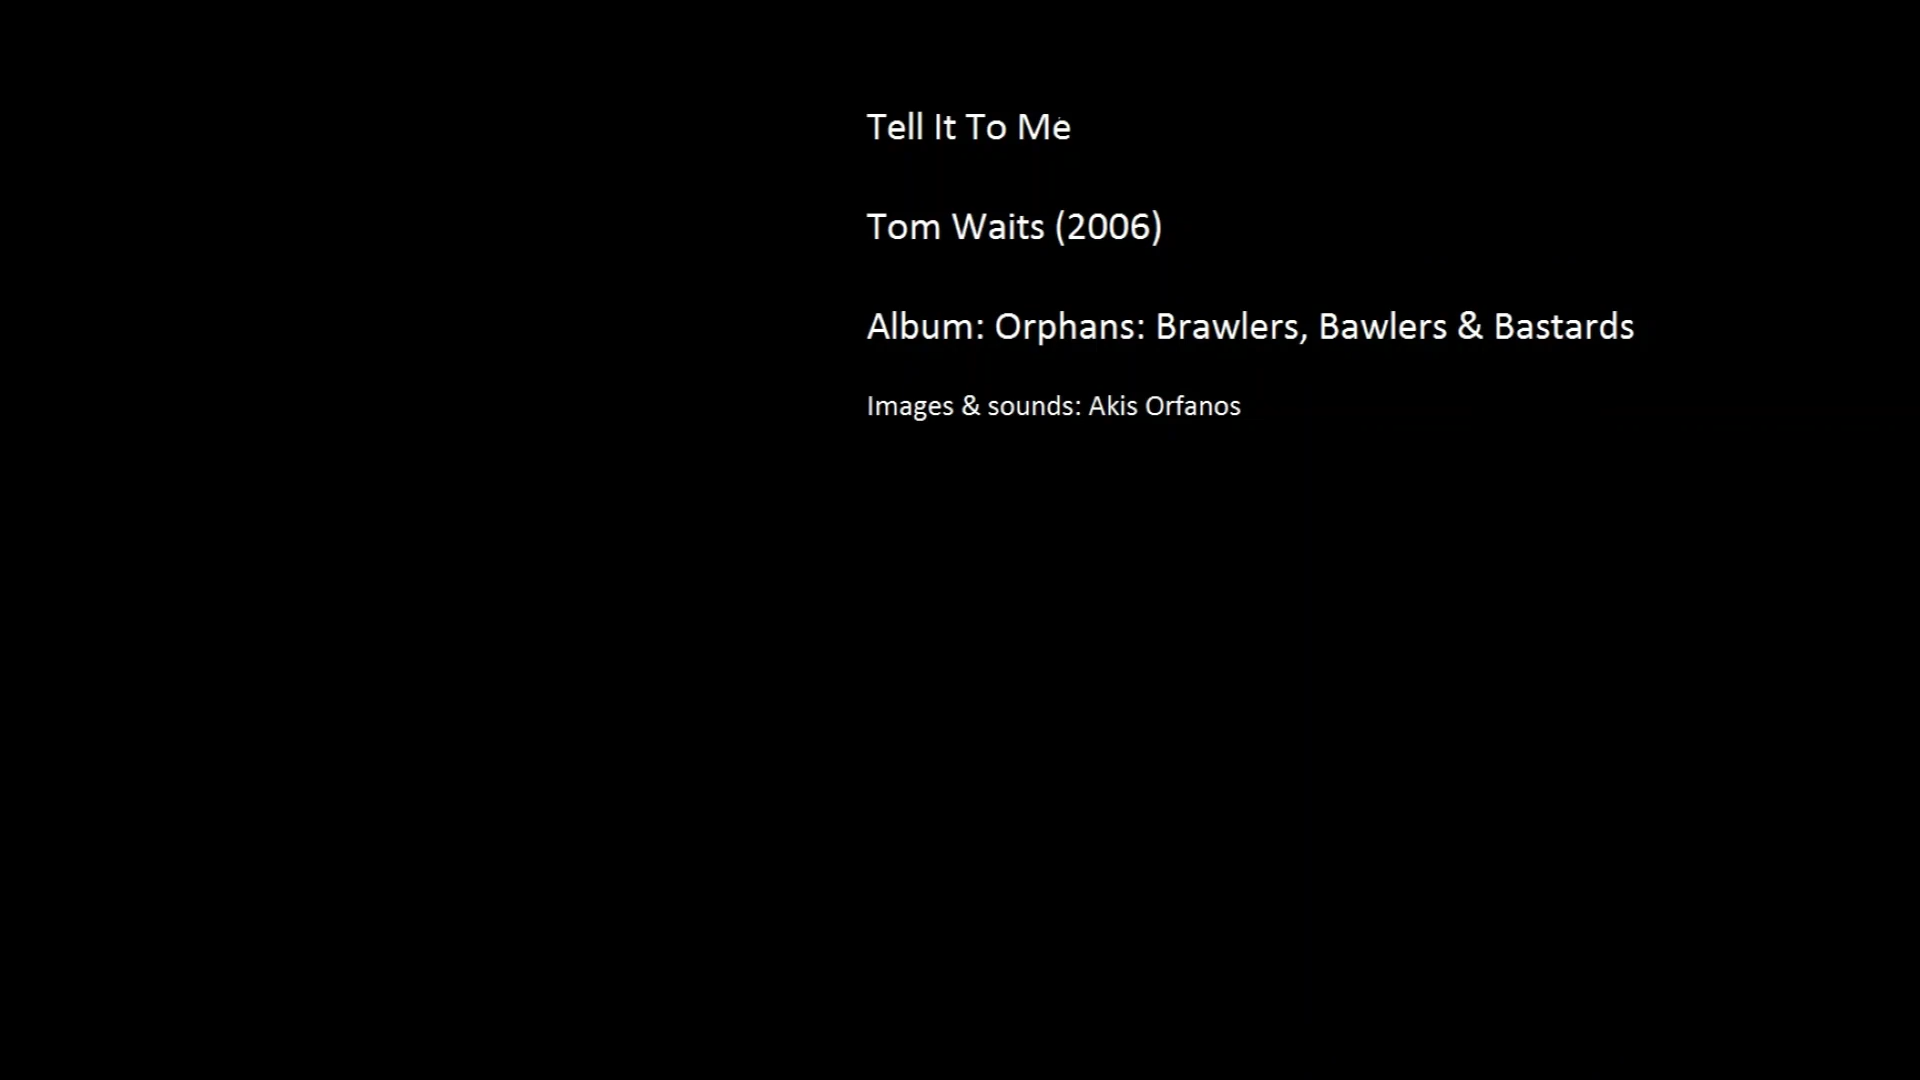 Tell It To Me
Tom Waits (2006)
Album: Orphans: Brawlers, Bawlers & Bastards
Images & sounds: Akis Orfanos